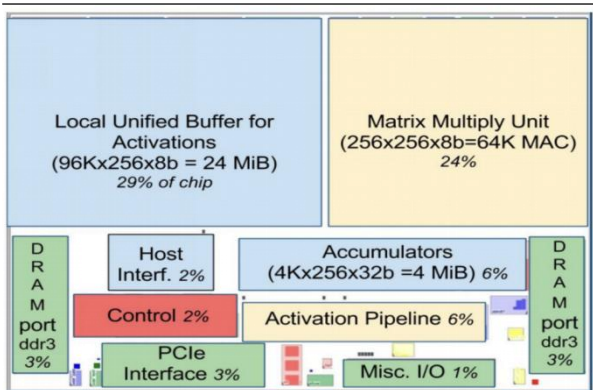 Local Unified Buffer for
Activations
(96Kx256x8b = 24 MiB)
29% of chip
Matrix Multiply Unit
(256x256x8b=64K MAC)
24%
D
R
A
M
port
ddr3
3%
Host
Interf. 2%
Accumulators
(4Kx256x32b =4 MiB) 6%
D
R
A
M
port
ddr3
3%
Control 2%
Activation Pipeline 6%
PCIe
Interface 3%
Misc. I/O 1%